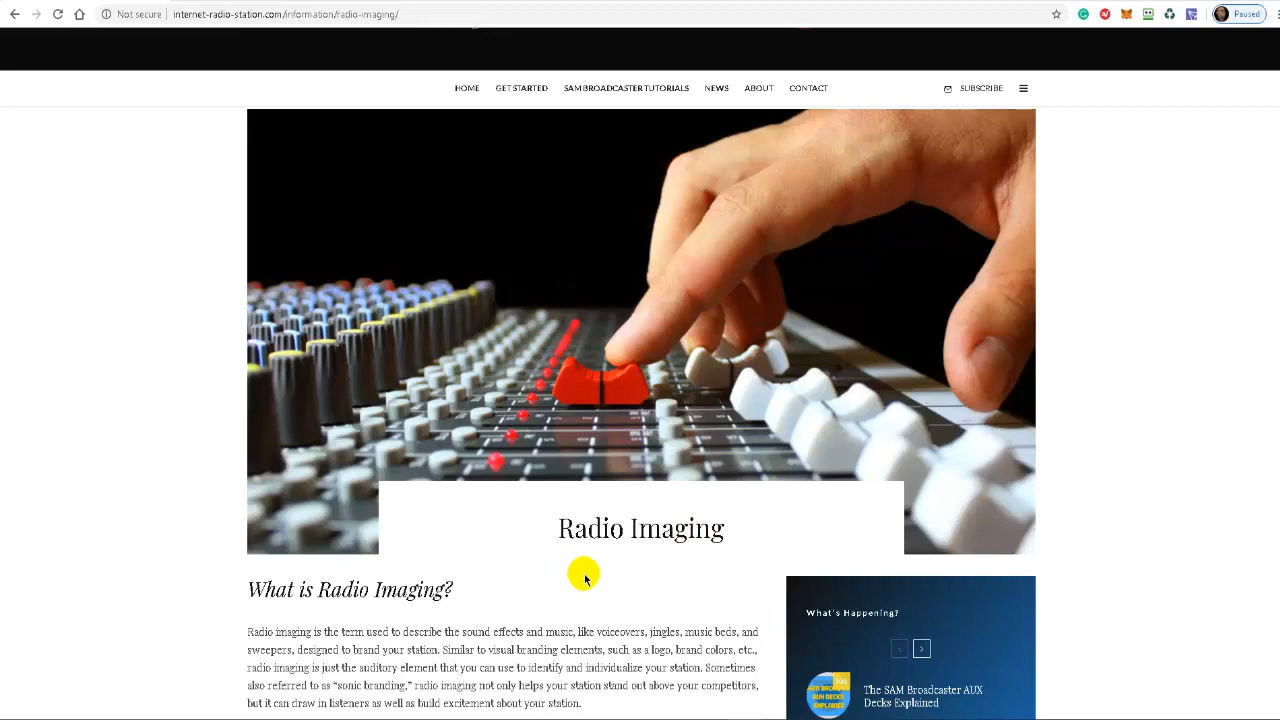 Not secure internet-radio-station.com/information/radio-imaging/ Paused
HOME GET STARTED SAM BROADCASTER TUTORIALS NEWS ABOUT CONTACT SUBSCRIBE
Radio Imaging
What is Radio Imaging?
Radio imaging is the term used to describe the sound effects and music, like voiceovers, jingles, music beds, and
sweepers, designed to brand your station. Similar to visual branding elements, such as a logo, brand colors, etc.,
radio imaging is just the auditory element that you can use to identify and individualize your station. Sometimes
also referred to as “sonic branding,” radio imaging not only helps your station stand out above your competitors,
but it can draw in listeners as well as build excitement about your station.
What's Happening?
The SAM Broadcaster AUX
Decks Explained